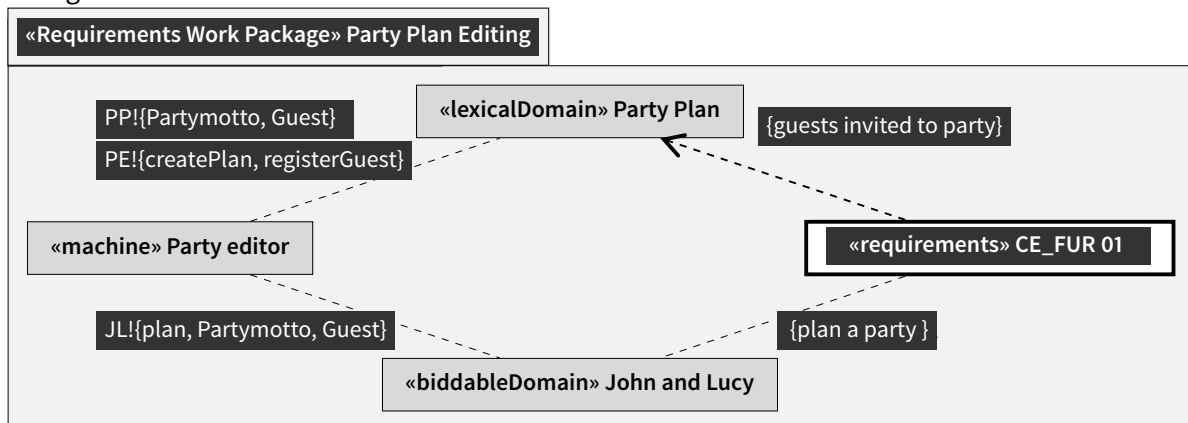 «Requirements Work Package» Party Plan Editing
«lexicalDomain» Party Plan
PP!{Partymotto, Guest}
{guests invited to party}
PE!{createPlan, registerGuest}
«machine» Party editor
«requirements» CE_FUR 01
JL!{plan, Partymotto, Guest}
{plan a party }
«biddableDomain» John and Lucy